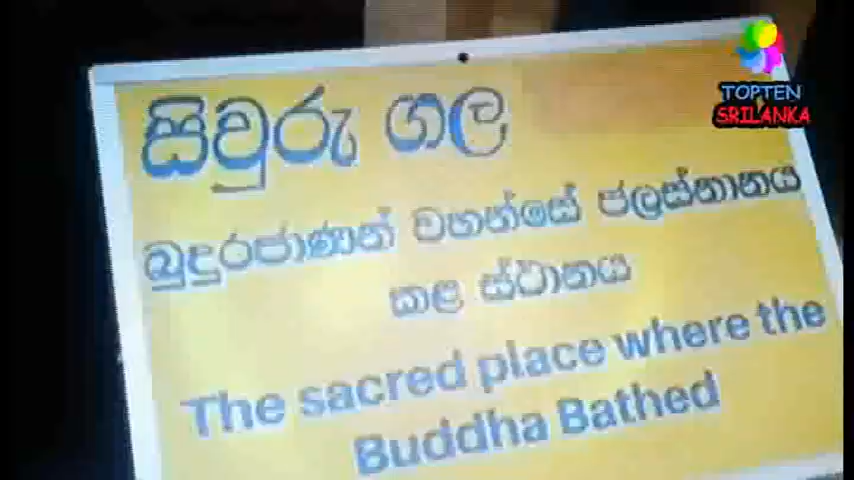 TOPTEN
SRILANKA
සිවුරු ගල
බුදුරජාණන් වහන්සේ ජලස්නානය
කළ ස්ථානය
The sacred place where the
Buddha Bathed